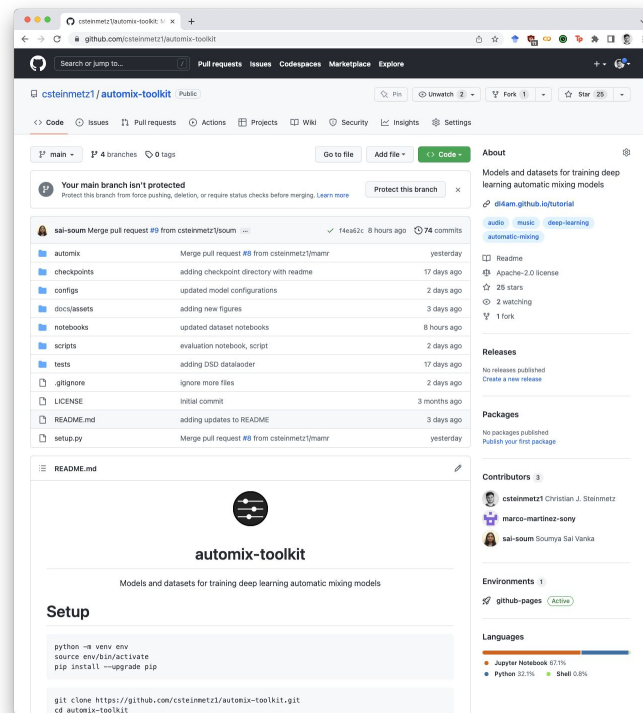 csteinmetz1/automix-toolkit: M
github.com/csteinmetz1/automix-toolkit
Search or jump to... / Pull requests Issues Codespaces Marketplace Explore
csteinmetz1 / automix-toolkit Public Pin Unwatch 2 Fork 1 Star 25
Code Issues Pull requests Actions Projects Wiki Security Insights Settings
main 4 branches 0 tags Go to file Add file Code
Your main branch isn't protected
Protect this branch from force pushing, deletion, or require status checks before merging. Learn more
Protect this branch
sai-soum Merge pull request #9 from csteinmetz1/soum ... f4ea62c 8 hours ago 74 commits
automix Merge pull request #8 from csteinmetz1/mamr yesterday
checkpoints adding checkpoint directory with readme 17 days ago
configs updated model configurations 2 days ago
docs/assets adding new figures 3 days ago
notebooks updated dataset notebooks 8 hours ago
scripts evaluation notebook, script 2 days ago
tests adding DSD datalaoder 17 days ago
.gitignore ignore more files 2 days ago
LICENSE Initial commit 3 months ago
README.md adding updates to README 3 days ago
setup.py Merge pull request #8 from csteinmetz1/mamr yesterday
README.md
automix-toolkit
Models and datasets for training deep learning automatic mixing models
Setup
python -m venv env
source env/bin/activate
pip install --upgrade pip
git clone https://github.com/csteinmetz1/automix-toolkit.git
cd automix-toolkit
About
Models and datasets for training deep
learning automatic mixing models
dl4am.github.io/tutorial
audio music deep-learning
automatic-mixing
Readme
Apache-2.0 license
25 stars
2 watching
1 fork
Releases
No releases published
Create a new release
Packages
No packages published
Publish your first package
Contributors 3
csteinmetz1 Christian J. Steinmetz
marco-martinez-sony
sai-soum Soumya Sai Vanka
Environments 1
github-pages Active
Languages
Jupyter Notebook 67.1%
Python 32.1% Shell 0.8%